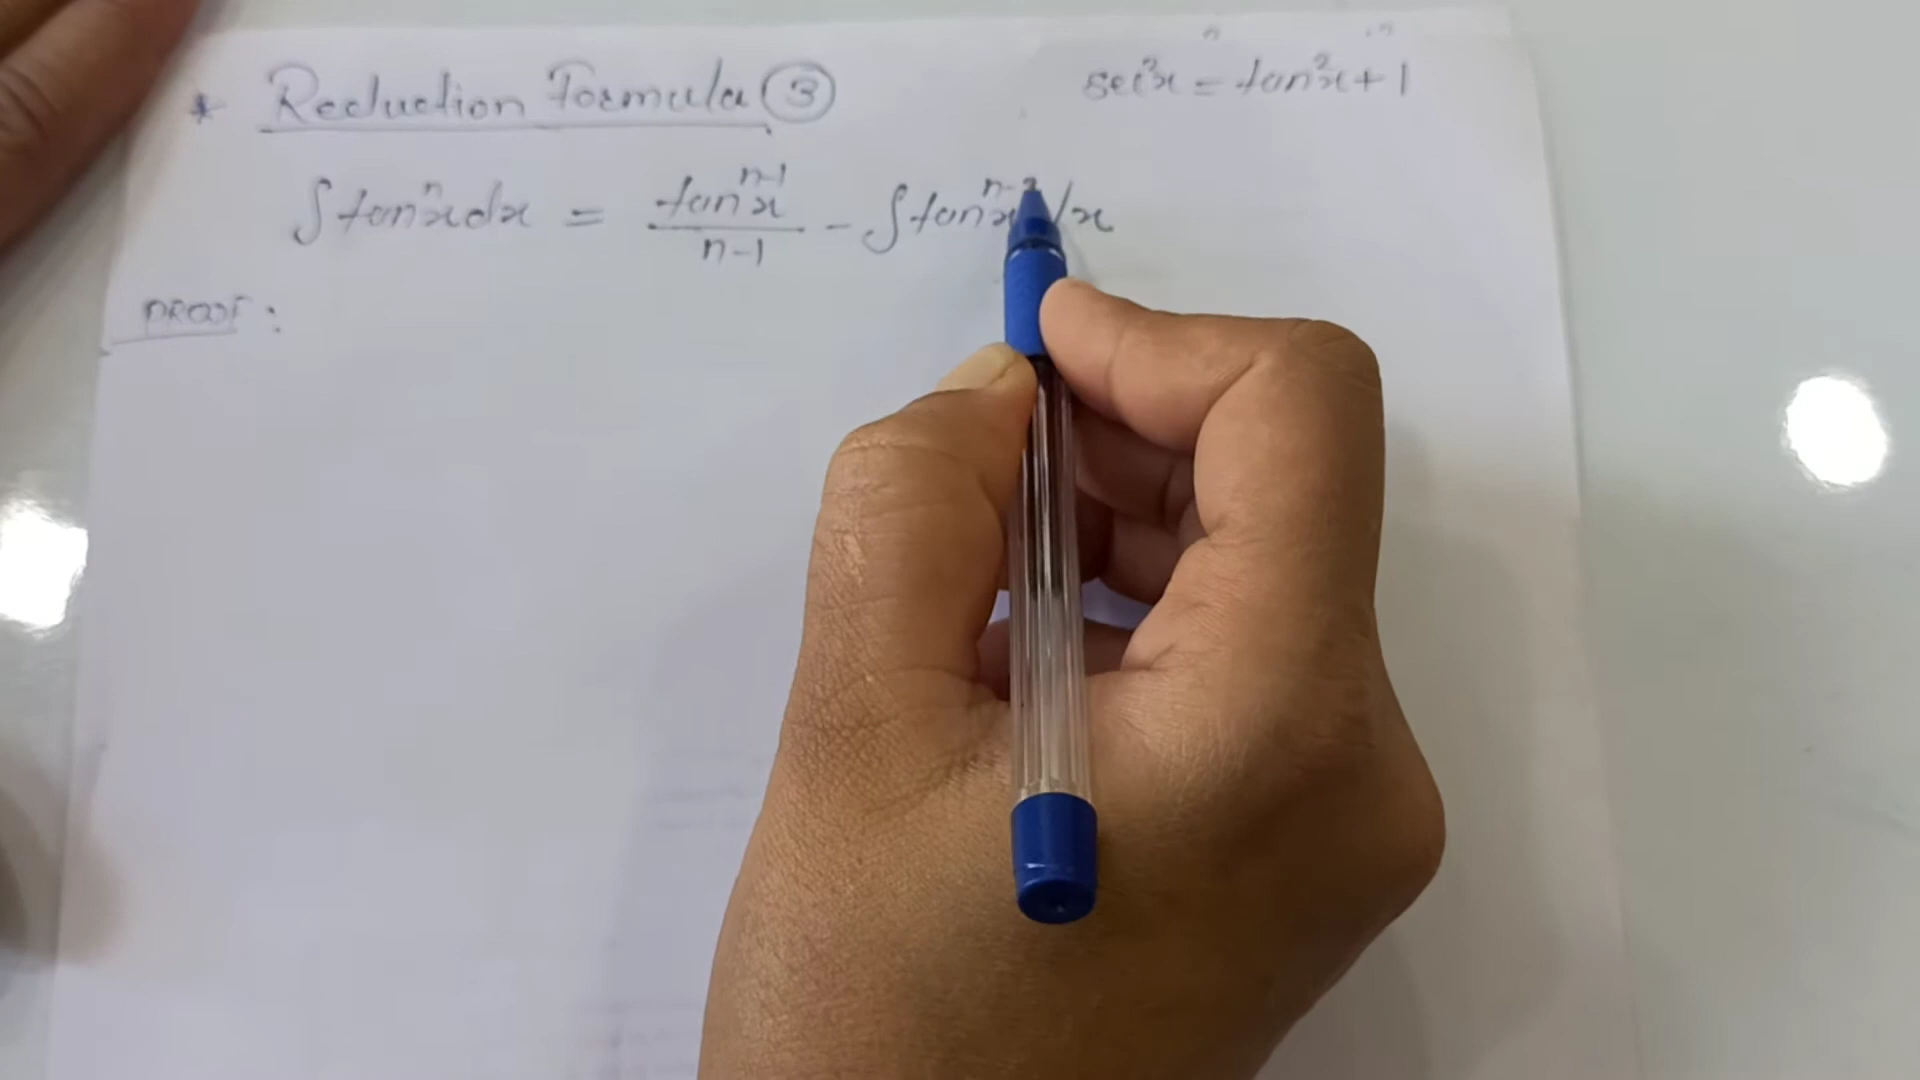 * Reduction Formula ③
sec²x = tan²x + 1
∫tanⁿx dx = tanⁿ⁻¹x / n-1 - ∫tanⁿ⁻²x dx
PROOF :